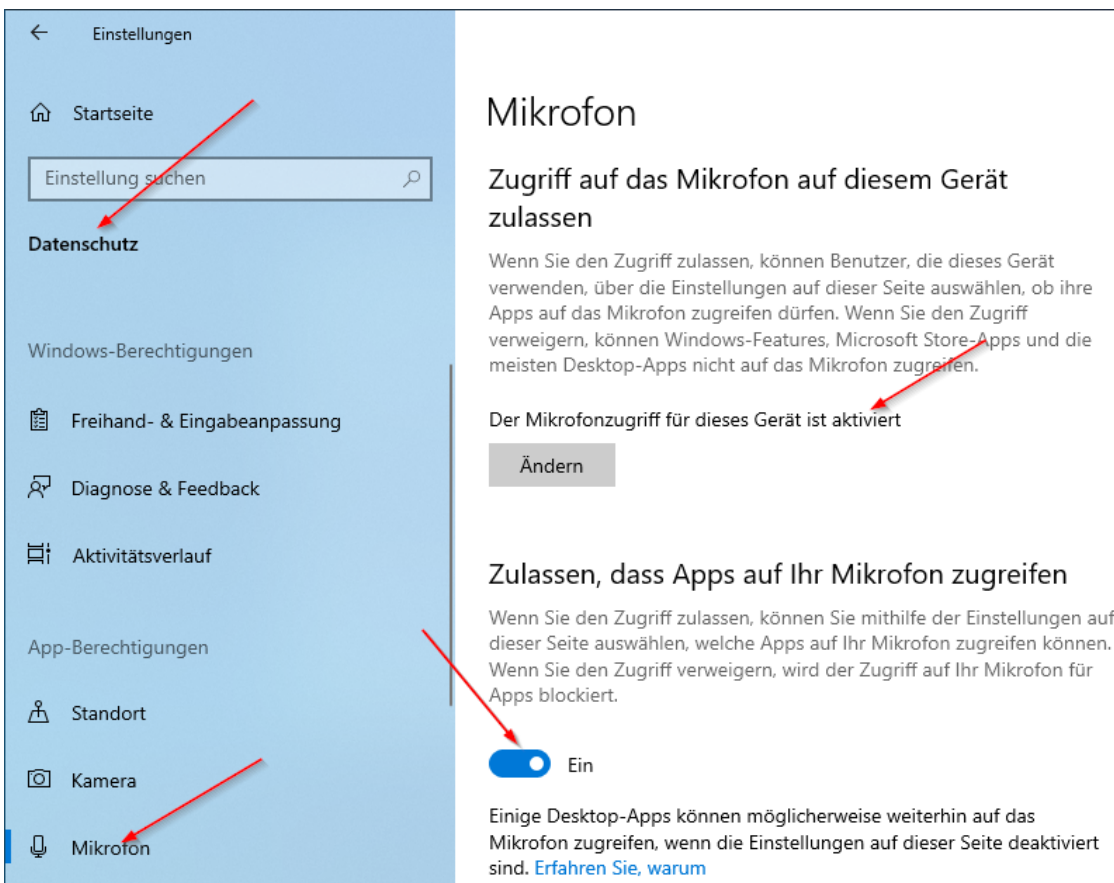 Einstellungen
Startseite
Einstellung suchen
Datenschutz
Windows-Berechtigungen
Freihand- & Eingabeanpassung
Diagnose & Feedback
Aktivitätsverlauf
App-Berechtigungen
Standort
Kamera
Mikrofon
Mikrofon
Zugriff auf das Mikrofon auf diesem Gerät
zulassen
Wenn Sie den Zugriff zulassen, können Benutzer, die dieses Gerät
verwenden, über die Einstellungen auf dieser Seite auswählen, ob ihre
Apps auf das Mikrofon zugreifen dürfen. Wenn Sie den Zugriff
verweigern, können Windows-Features, Microsoft Store-Apps und die
meisten Desktop-Apps nicht auf das Mikrofon zugreifen.
Der Mikrofonzugriff für dieses Gerät ist aktiviert
Ändern
Zulassen, dass Apps auf Ihr Mikrofon zugreifen
Wenn Sie den Zugriff zulassen, können Sie mithilfe der Einstellungen auf
dieser Seite auswählen, welche Apps auf Ihr Mikrofon zugreifen können.
Wenn Sie den Zugriff verweigern, wird der Zugriff auf Ihr Mikrofon für
Apps blockiert.
Ein
Einige Desktop-Apps können möglicherweise weiterhin auf das
Mikrofon zugreifen, wenn die Einstellungen auf dieser Seite deaktiviert
sind. Erfahren Sie, warum